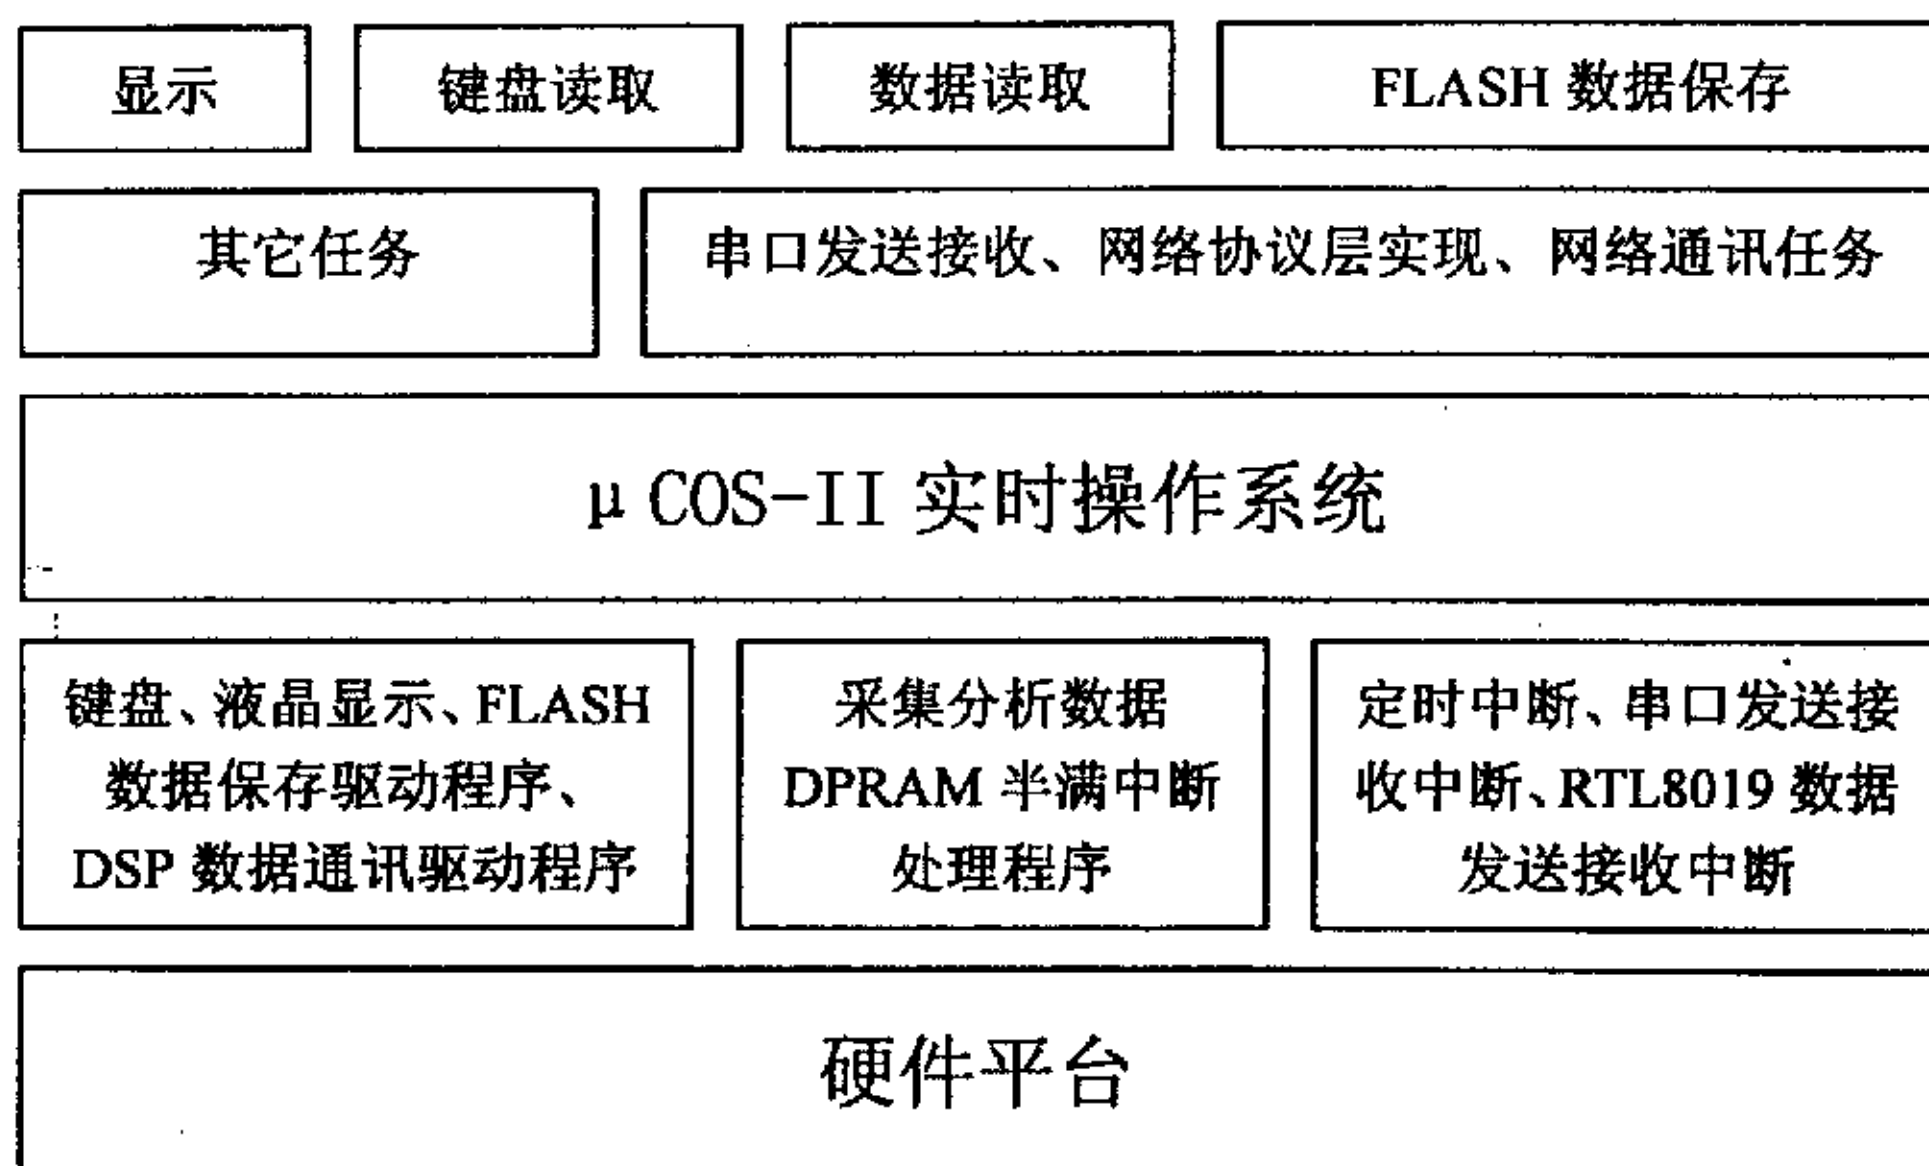 显示
键盘读取
数据读取
FLASH 数据保存
其它任务
串口发送接收、网络协议层实现、网络通讯任务
μCOS-II 实时操作系统
键盘、液晶显示、FLASH
数据保存驱动程序、
DSP 数据通讯驱动程序
采集分析数据
DPRAM 半满中断
处理程序
定时中断、串口发送接
收中断、RTL8019 数据
发送接收中断
硬件平台